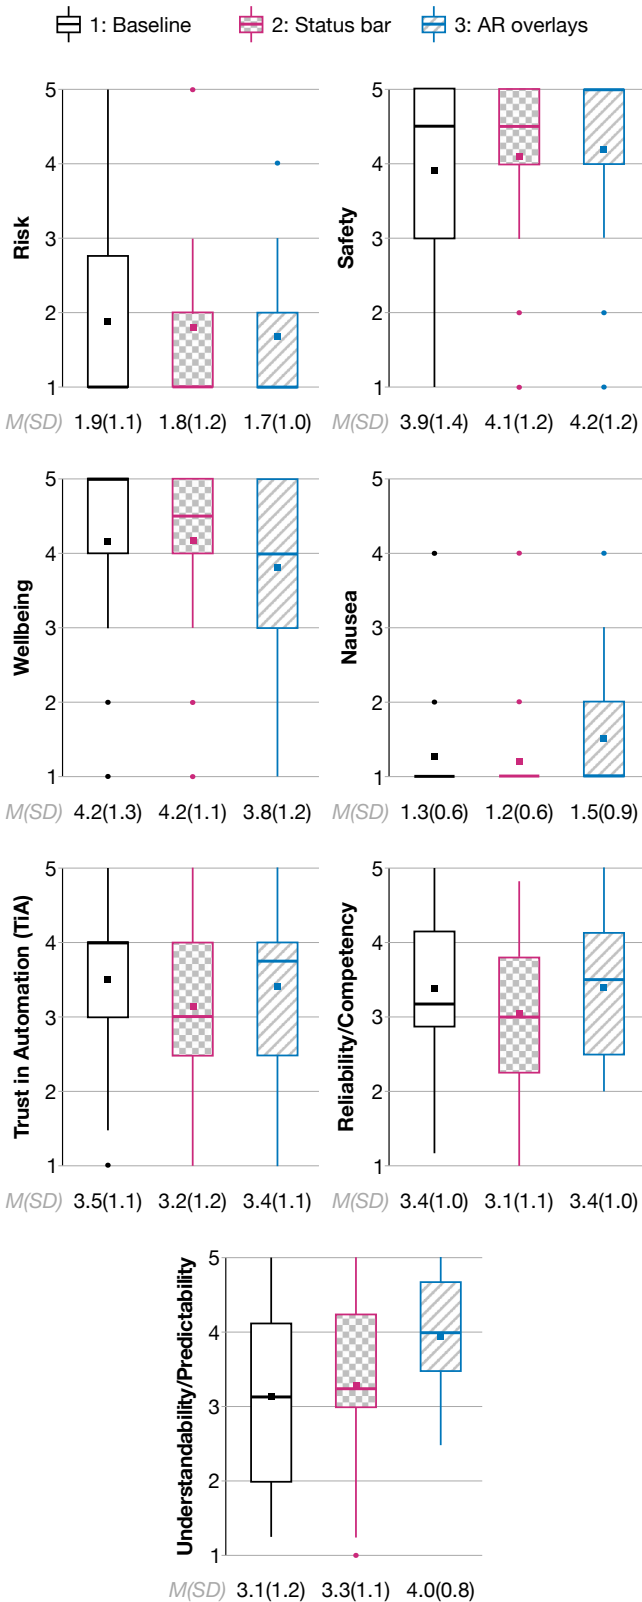 1: Baseline 2: Status bar 3: AR overlays
Risk
5
4
3
2
1
M(SD) 1.9(1.1) 1.8(1.2) 1.7(1.0)
Safety
5
4
3
2
1
M(SD) 3.9(1.4) 4.1(1.2) 4.2(1.2)
Wellbeing
5
4
3
2
1
M(SD) 4.2(1.3) 4.2(1.1) 3.8(1.2)
Nausea
5
4
3
2
1
M(SD) 1.3(0.6) 1.2(0.6) 1.5(0.9)
Trust in Automation (TiA)
5
4
3
2
1
M(SD) 3.5(1.1) 3.2(1.2) 3.4(1.1)
Reliability/Competency
5
4
3
2
1
M(SD) 3.4(1.0) 3.1(1.1) 3.4(1.0)
Understandability/Predictability
5
4
3
2
1
M(SD) 3.1(1.2) 3.3(1.1) 4.0(0.8)